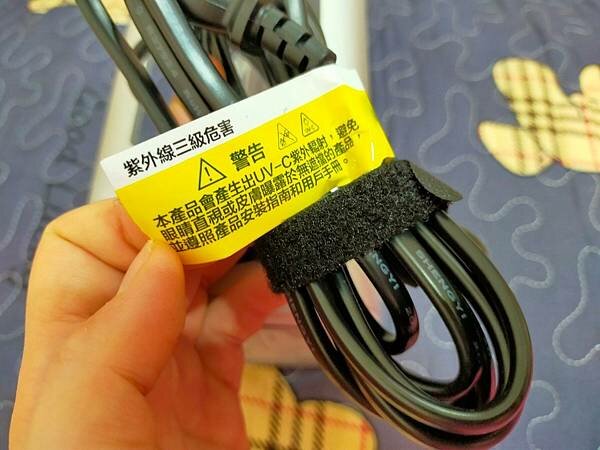 紫外線三級危害
警告
本產品會產生出UV-C紫外輻射，避免
眼睛直視或皮膚曝露於無遮擋的產品，
並遵照產品安裝指南和用戶手冊。
SHENGYI
SHENGYI